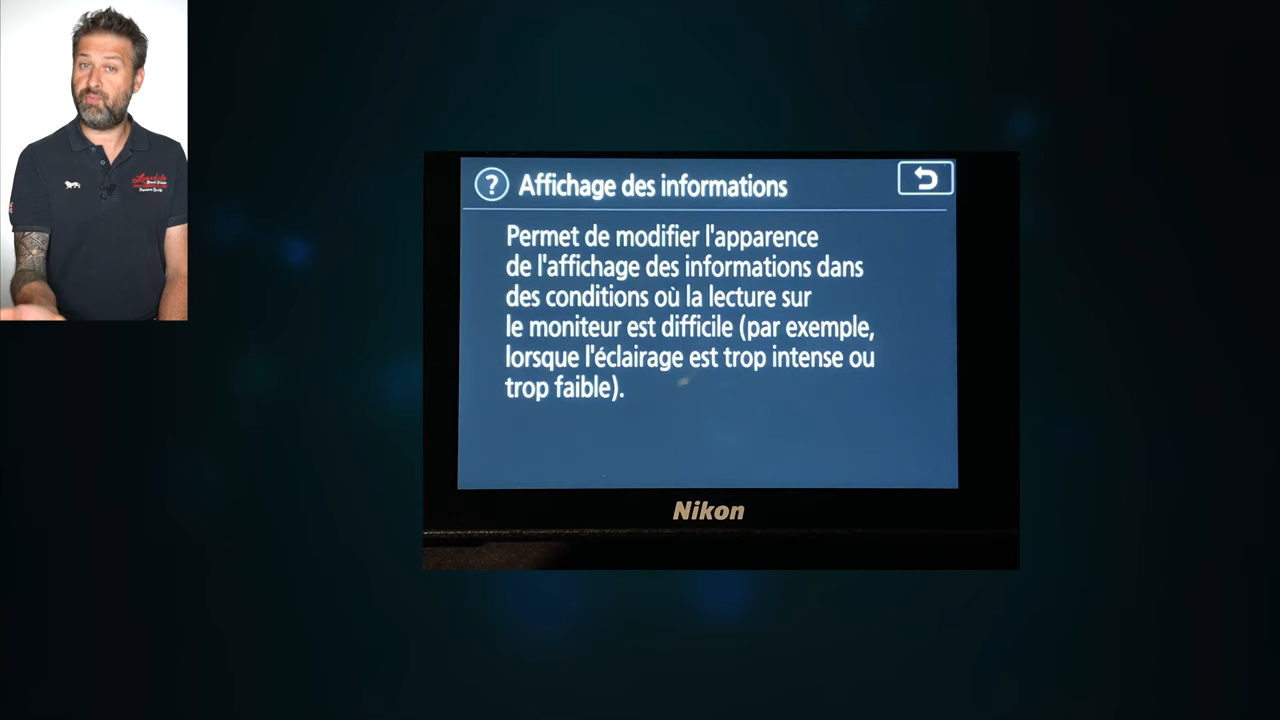 ? Affichage des informations
Permet de modifier l'apparence
de l'affichage des informations dans
des conditions où la lecture sur
le moniteur est difficile (par exemple,
lorsque l'éclairage est trop intense ou
trop faible).
Nikon